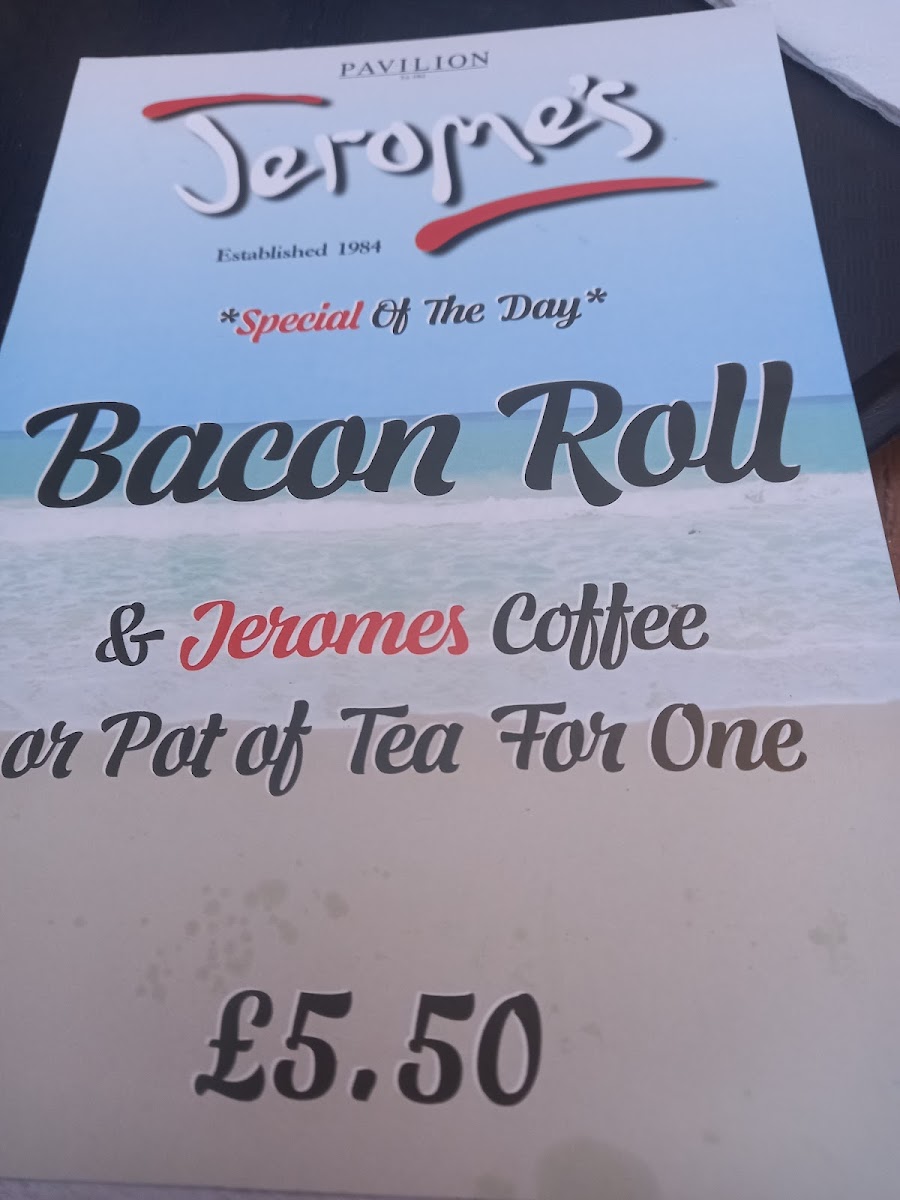 PAVILION
Jerome's
Established 1984
*Special Of The Day*
Bacon Roll
& Jeromes Coffee
or Pot of Tea For One
£5.50